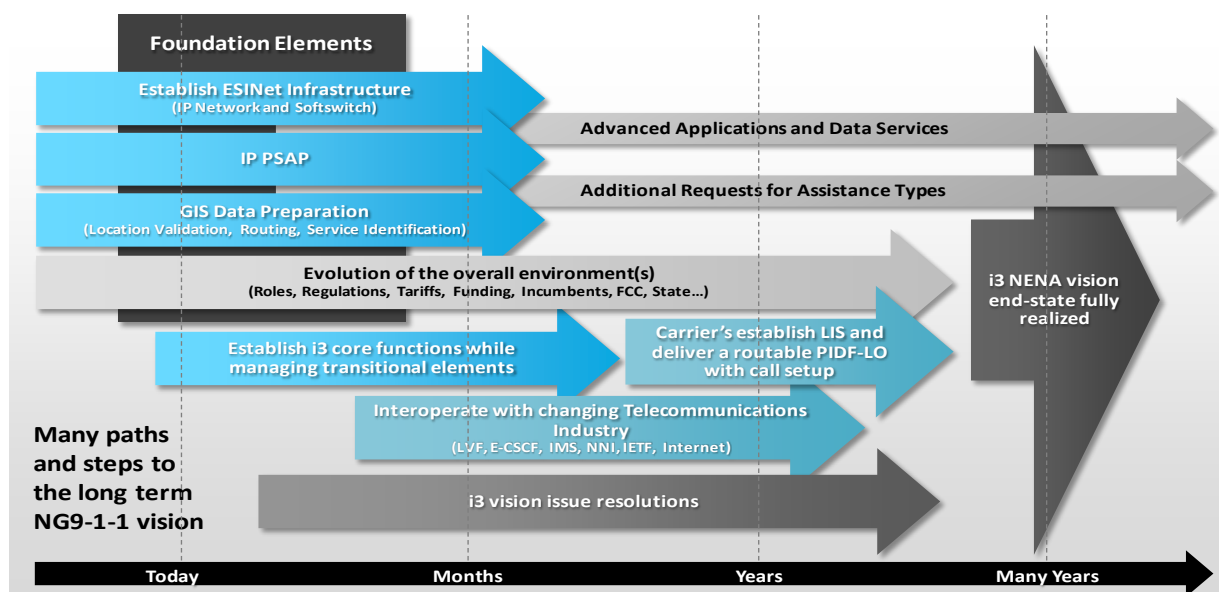 Foundation Elements
Establish ESINet Infrastructure
(IP Network and Softswitch)
Advanced Applications and Data Services
IP PSAP
Additional Requests for Assistance Types
GIS Data Preparation
(Location Validation, Routing, Service Identification)
Evolution of the overall environment(s)
(Roles, Regulations, Tariffs, Funding, Incumbents, FCC, State…)
i3 NENA vision
end-state fully
realized
Establish i3 core functions while
managing transitional elements
Carrier’s establish LIS and
deliver a routable PIDF-LO
with call setup
Interoperate with changing Telecommunications
Industry
(LVF, E-CSCF, IMS, NNI, IETF, Internet)
Many paths
and steps to
the long term
NG9-1-1 vision
i3 vision issue resolutions
Today
Months
Years
Many Years